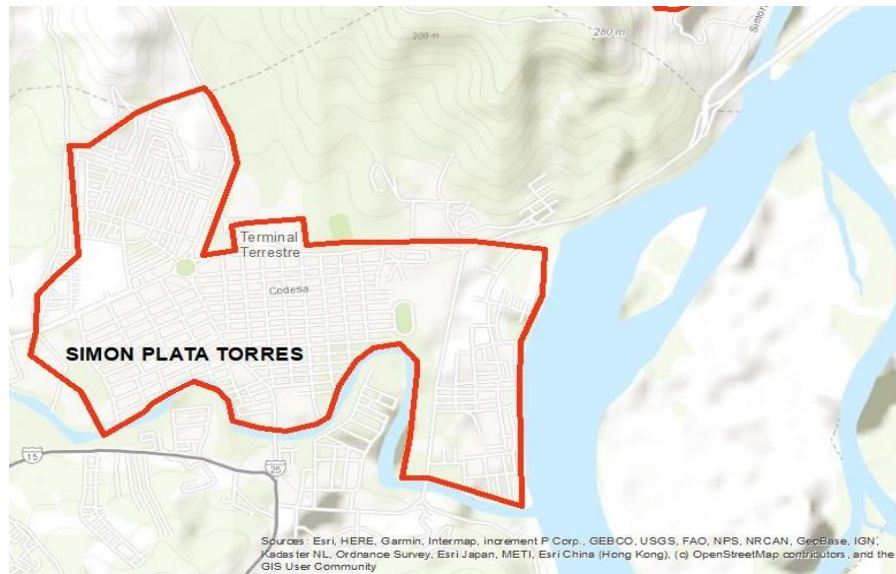 Simon
200 m
280 m
Terminal
Terrestre
Codesa
SIMON PLATA TORRES
15
25
Sources: Esri, HERE, Garmin, Intermap, increment P Corp., GEBCO, USGS, FAO, NPS, NRCAN, GeoBase, IGN,
Kadaster NL, Ordnance Survey, Esri Japan, METI, Esri China (Hong Kong), (c) OpenStreetMap contributors, and the
GIS User Community